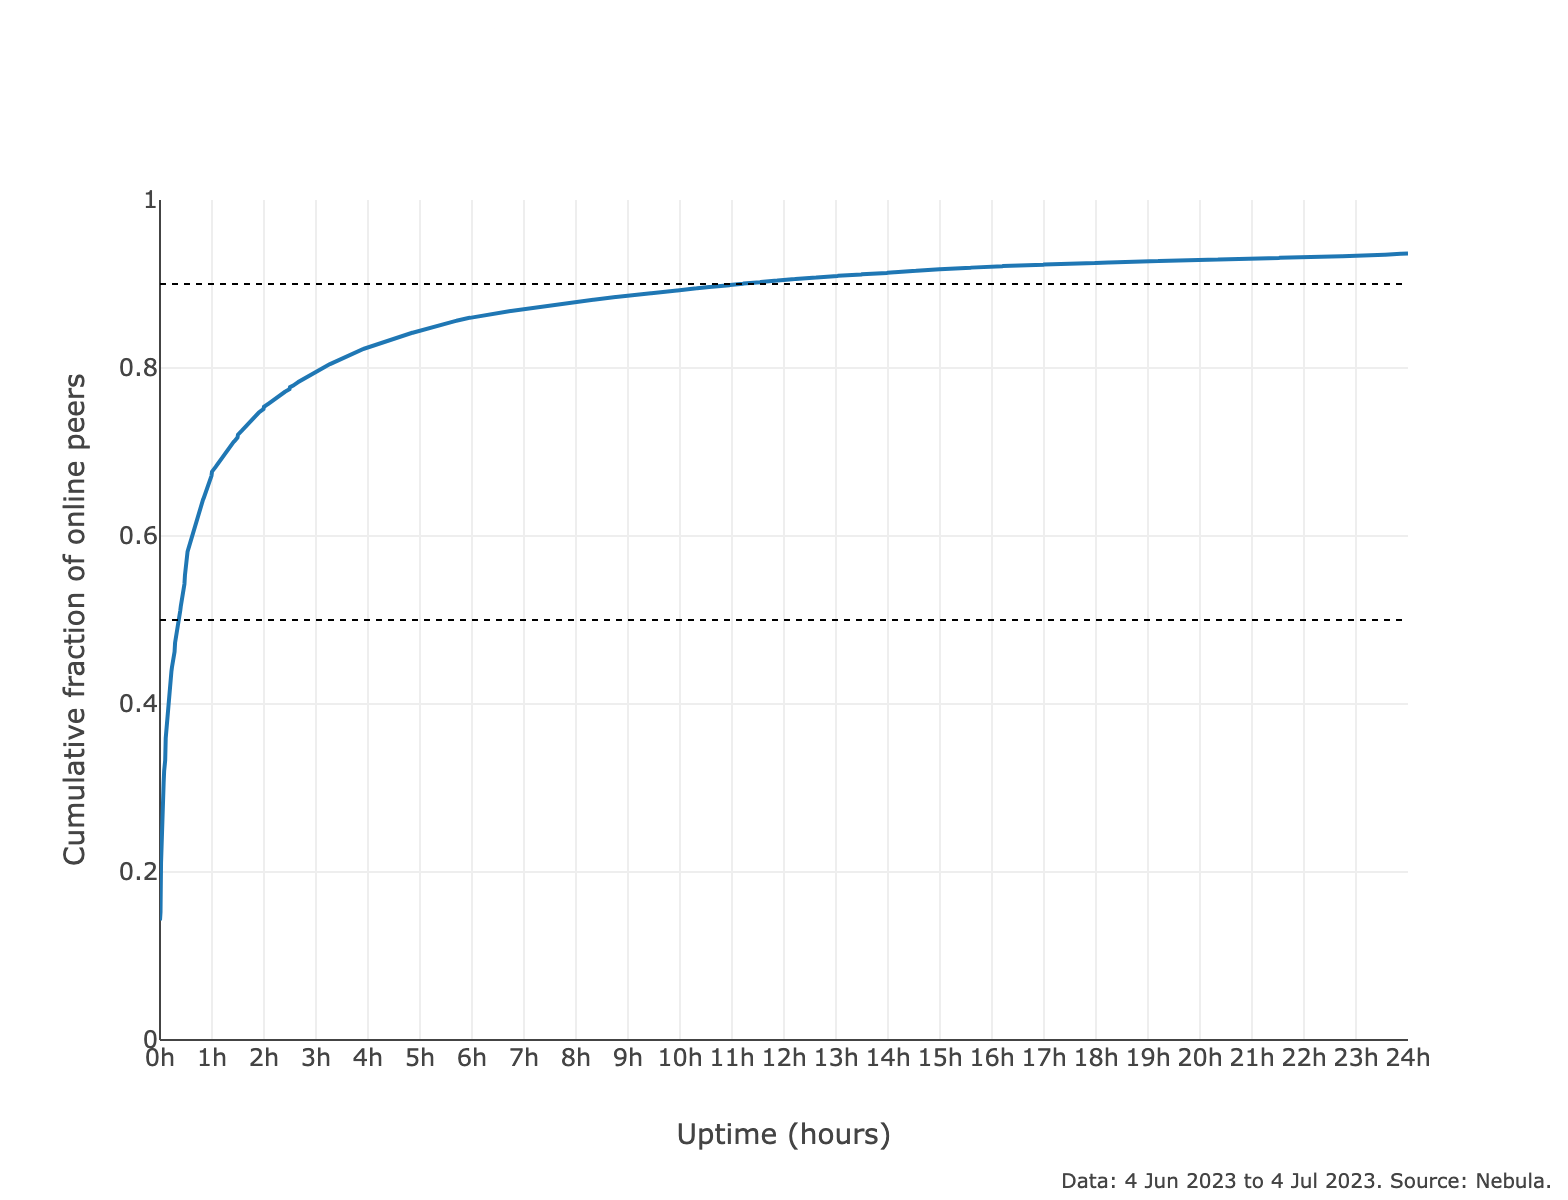 Cumulative fraction of online peers
1
0.8
0.6
0.4
0.2
0
0h 1h 2h 3h 4h 5h 6h 7h 8h 9h 10h 11h 12h 13h 14h 15h 16h 17h 18h 19h 20h 21h 22h 23h 24h
Uptime (hours)
Data: 4 Jun 2023 to 4 Jul 2023. Source: Nebula.